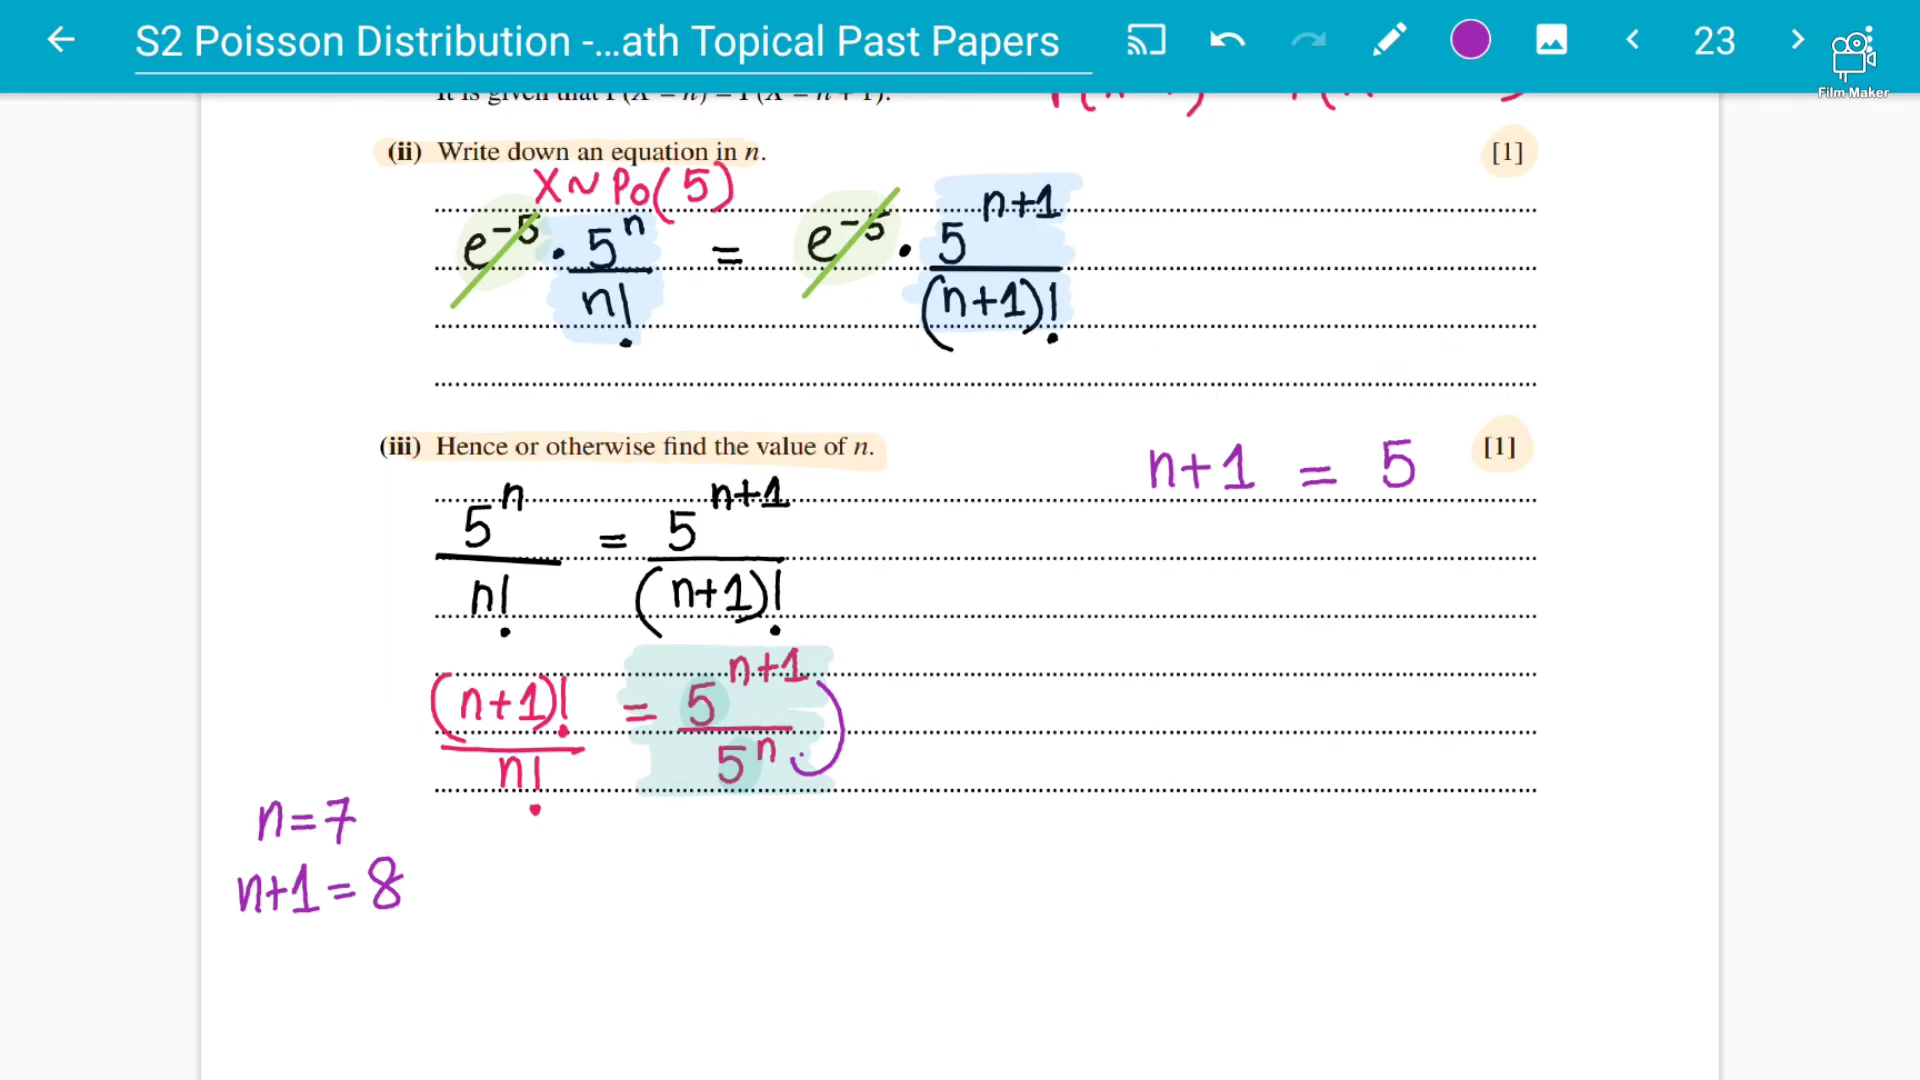 S2 Poisson Distribution -...ath Topical Past Papers 23
Film Maker
(ii) Write down an equation in n. [1]
X ~ Po(5)
e^-5 · 5^n / n! = e^-5 · 5^n+1 / (n+1)!
(iii) Hence or otherwise find the value of n. [1]
n+1 = 5
5^n / n! = 5^n+1 / (n+1)!
(n+1)! / n! = 5^n+1 / 5^n
n=7
n+1=8